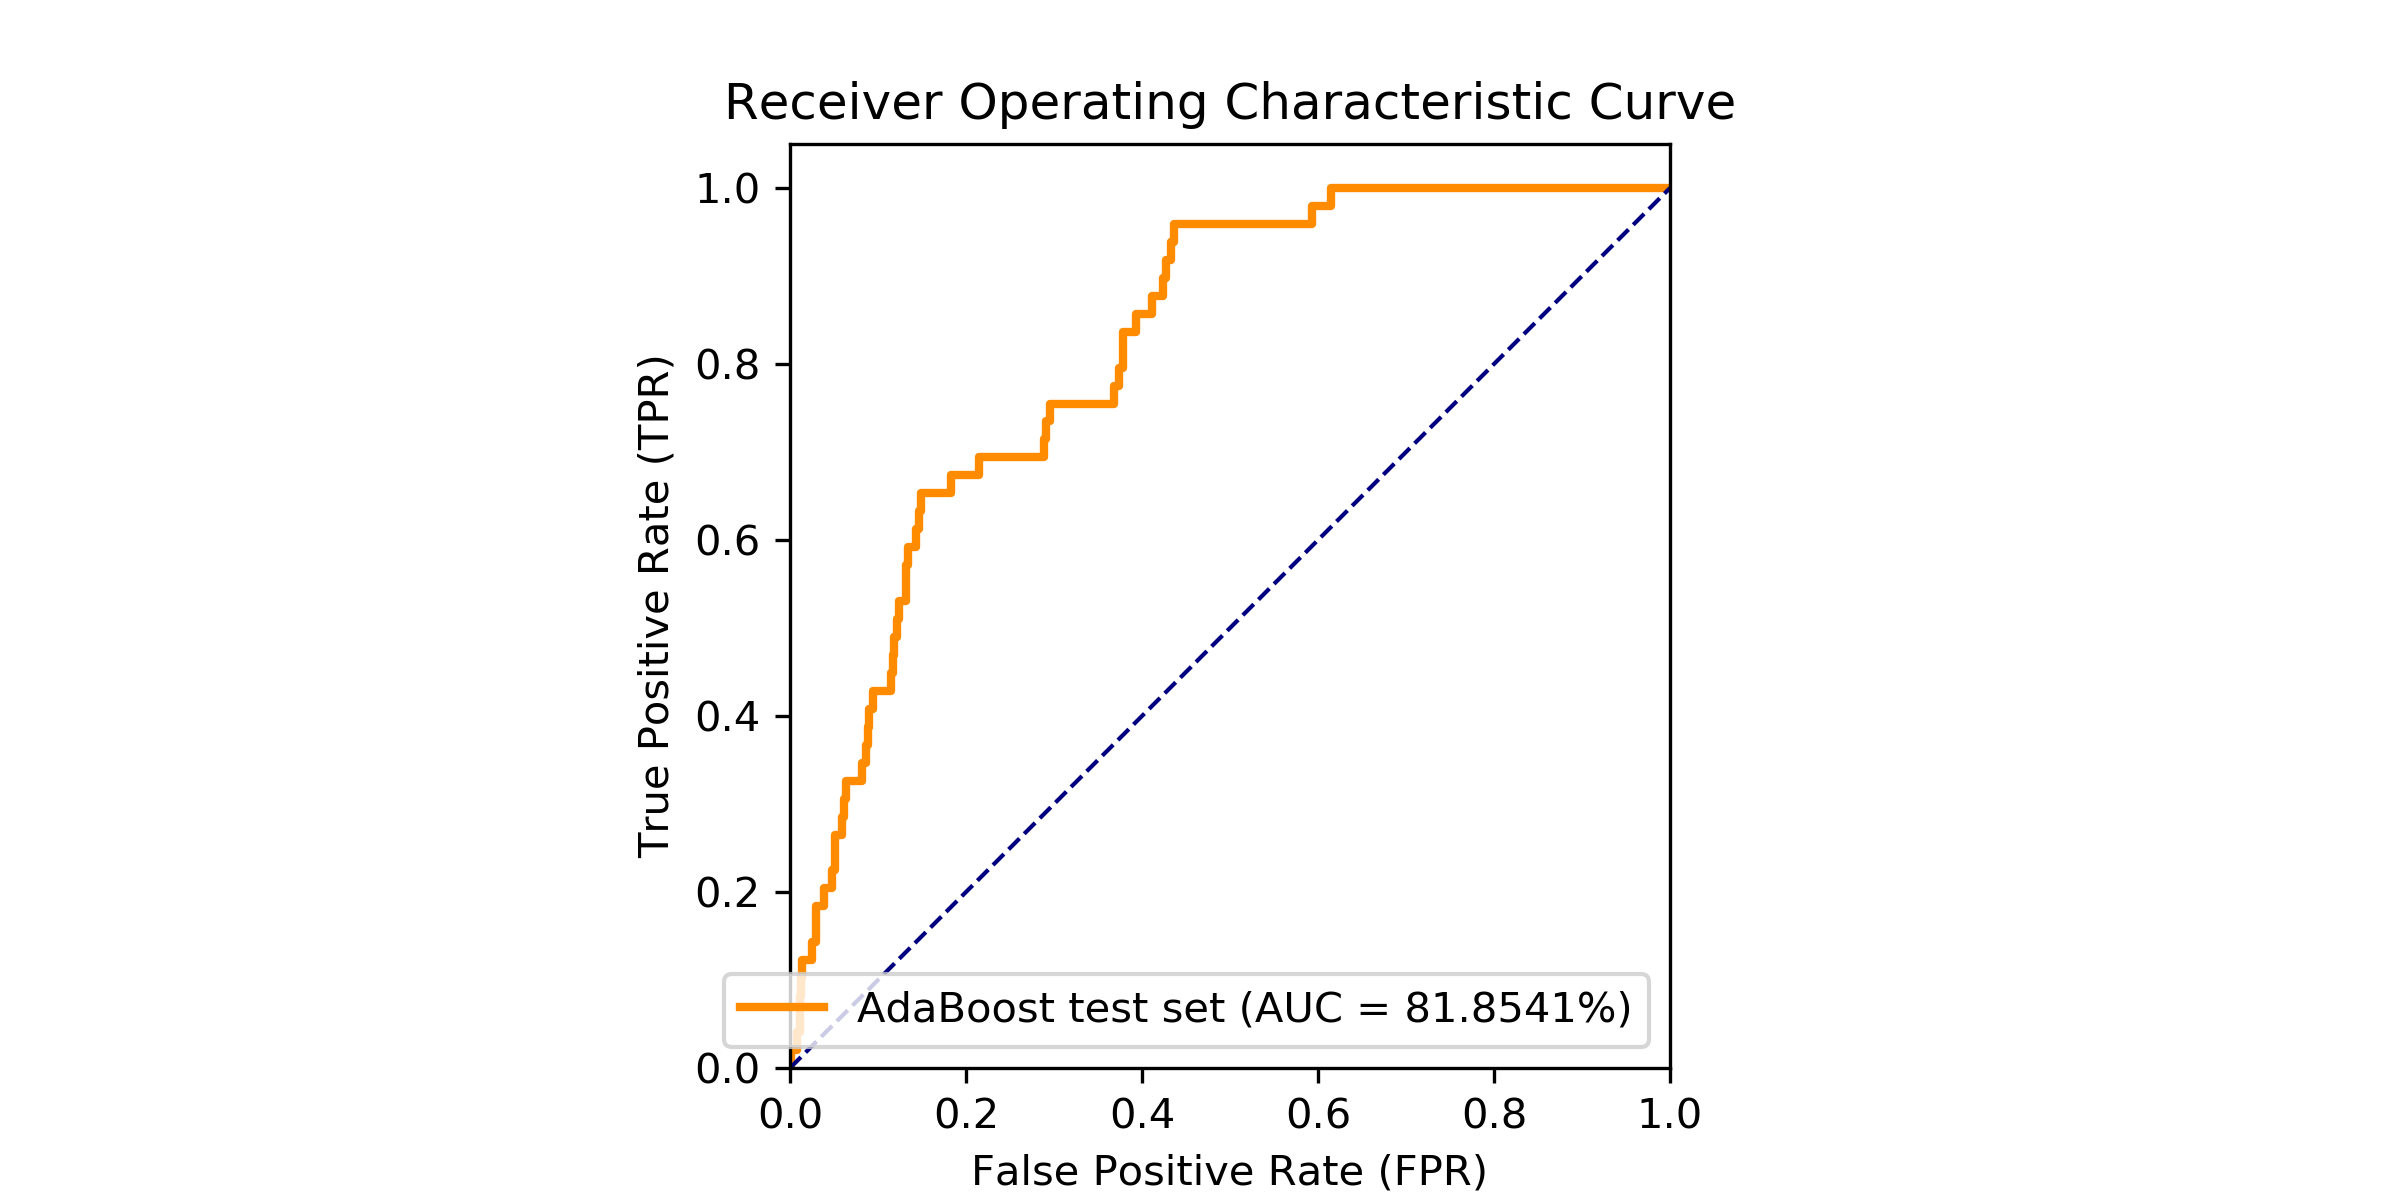 Receiver Operating Characteristic Curve
1.0
0.8
0.6
0.4
0.2
0.0
True Positive Rate (TPR)
AdaBoost test set (AUC = 81.8541%)
0.0 0.2 0.4 0.6 0.8 1.0
False Positive Rate (FPR)